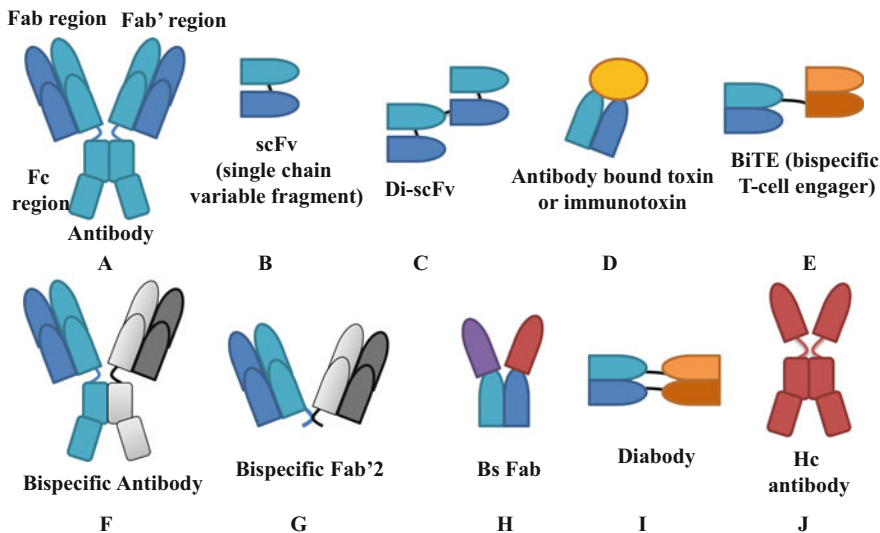 Fab region
Fab' region
Fc
region
Antibody
scFv
(single chain
variable fragment)
Di-scFv
Antibody bound toxin
or immunotoxin
BiTE (bispecific
T-cell engager)
A
B
C
D
E
Bispecific Antibody
Bispecific Fab'2
Bs Fab
Diabody
Hc
antibody
F
G
H
I
J